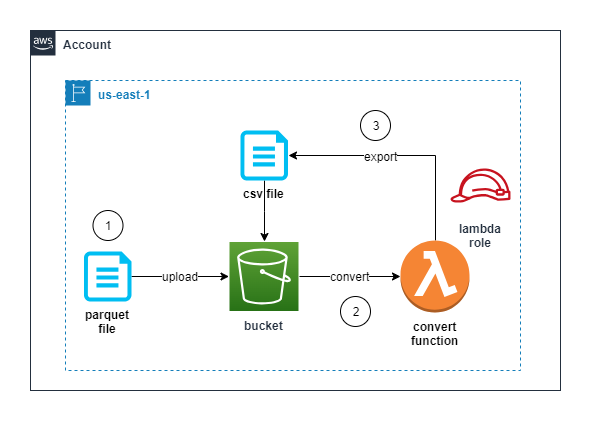 aws
Account
us-east-1
3
export
csv file
lambda
role
1
upload
convert
2
parquet
file
bucket
convert
function